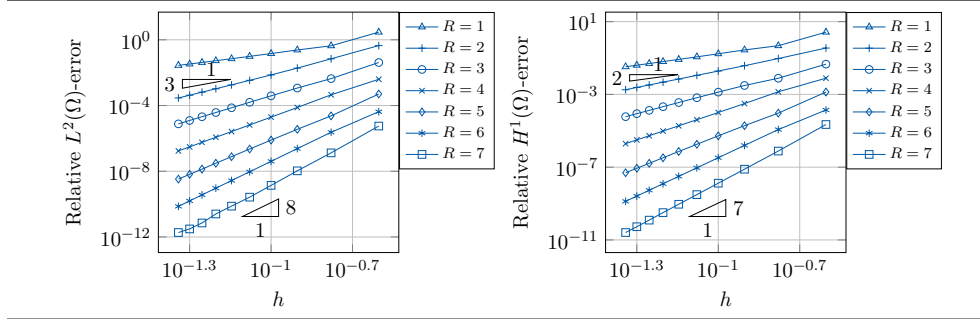 Relative L²(Ω)-error
10⁰
10⁻⁴
10⁻⁸
10⁻¹²
3
1
8
1
10⁻¹·³
10⁻¹
10⁻⁰·⁷
h
R = 1
R = 2
R = 3
R = 4
R = 5
R = 6
R = 7
Relative H¹(Ω)-error
10¹
10⁻³
10⁻⁷
10⁻¹¹
2
1
7
1
10⁻¹·³
10⁻¹
10⁻⁰·⁷
h
R = 1
R = 2
R = 3
R = 4
R = 5
R = 6
R = 7